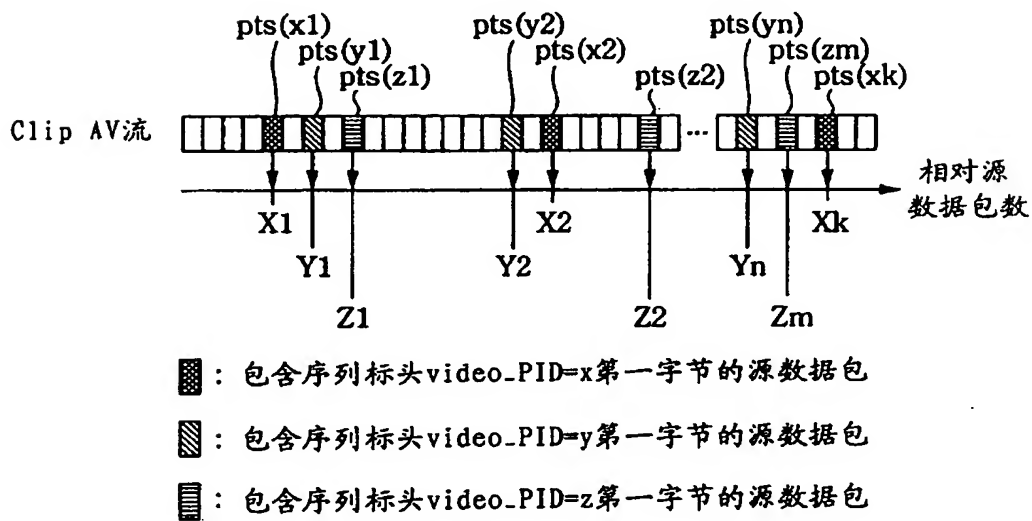 pts(x1) pts(y1) pts(z1) pts(y2) pts(x2) pts(z2) pts(yn) pts(zm) pts(xk)
Clip AV流 ...
相对源
数据包数
X1 X2 Xk
Y1 Y2 Yn
Z1 Z2 Zm
: 包含序列标头video_PID=x第一字节的源数据包
: 包含序列标头video_PID=y第一字节的源数据包
: 包含序列标头video_PID=z第一字节的源数据包